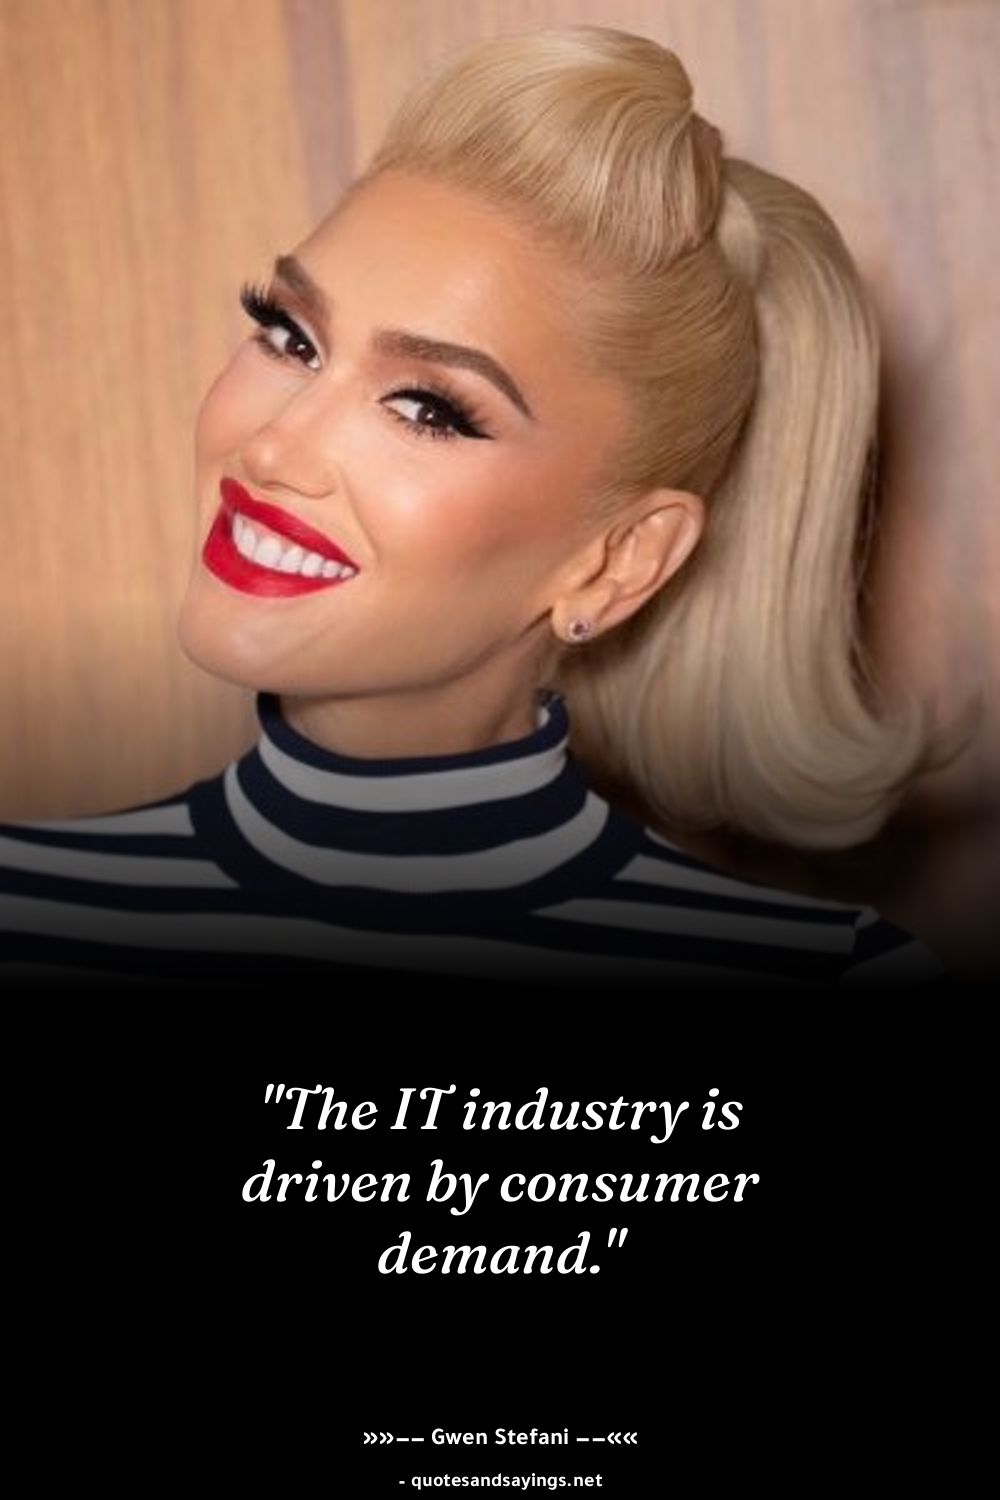 "The IT industry is
driven by consumer
demand."
»»−− Gwen Stefani −−««
- quotesandsayings.net